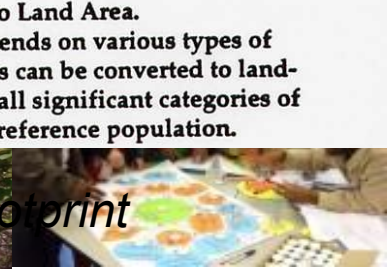 o Land Area.
ends on various types of
s can be converted to land-
all significant categories of
reference population.
otprint